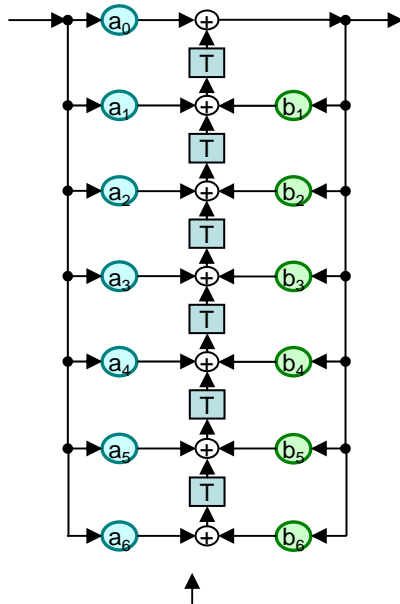 a₀ +
T
a₁ + b₁
T
a₂ + b₂
T
a₃ + b₃
T
a₄ + b₄
T
a₅ + b₅
T
a₆ + b₆